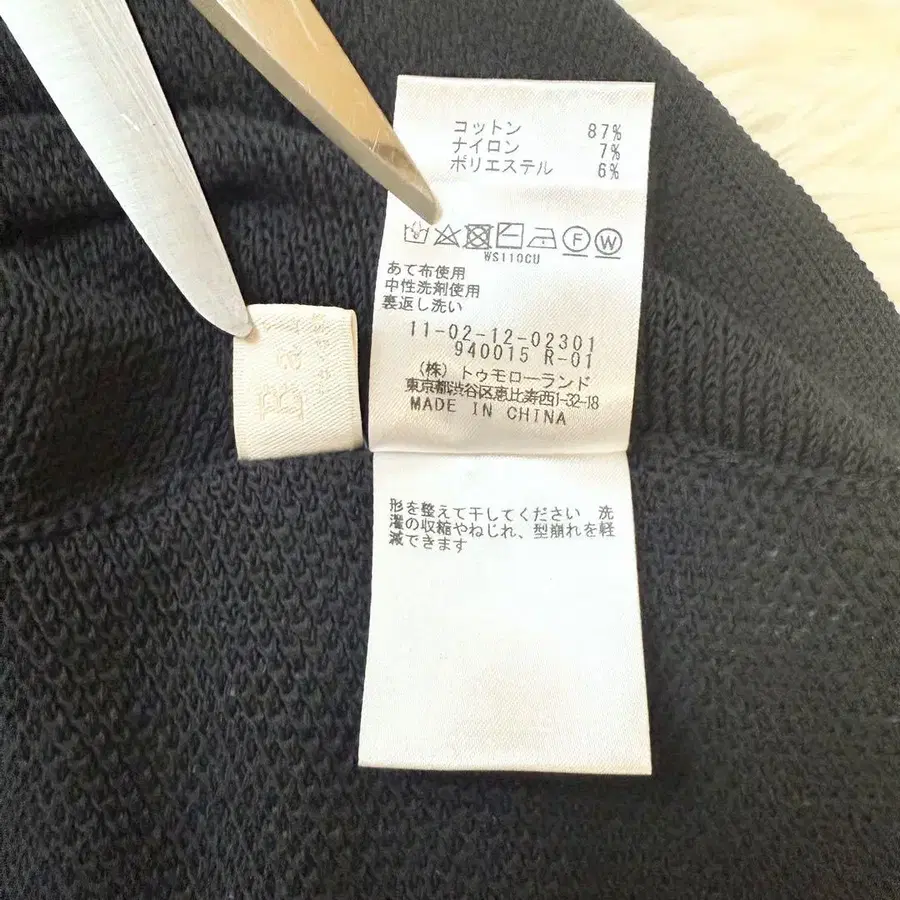 コットン 87%
ナイロン 7%
ポリエステル 6%
F W
WS110CU
あて布使用
中性洗剤使用
裏返し洗い
11-02-12-02301
940015 R-01
(株) トゥモローランド
東京都渋谷区恵比寿西1-32-18
MADE IN CHINA
形を整えて干してください 洗
濯の収縮やねじれ、型崩れを軽
減できます